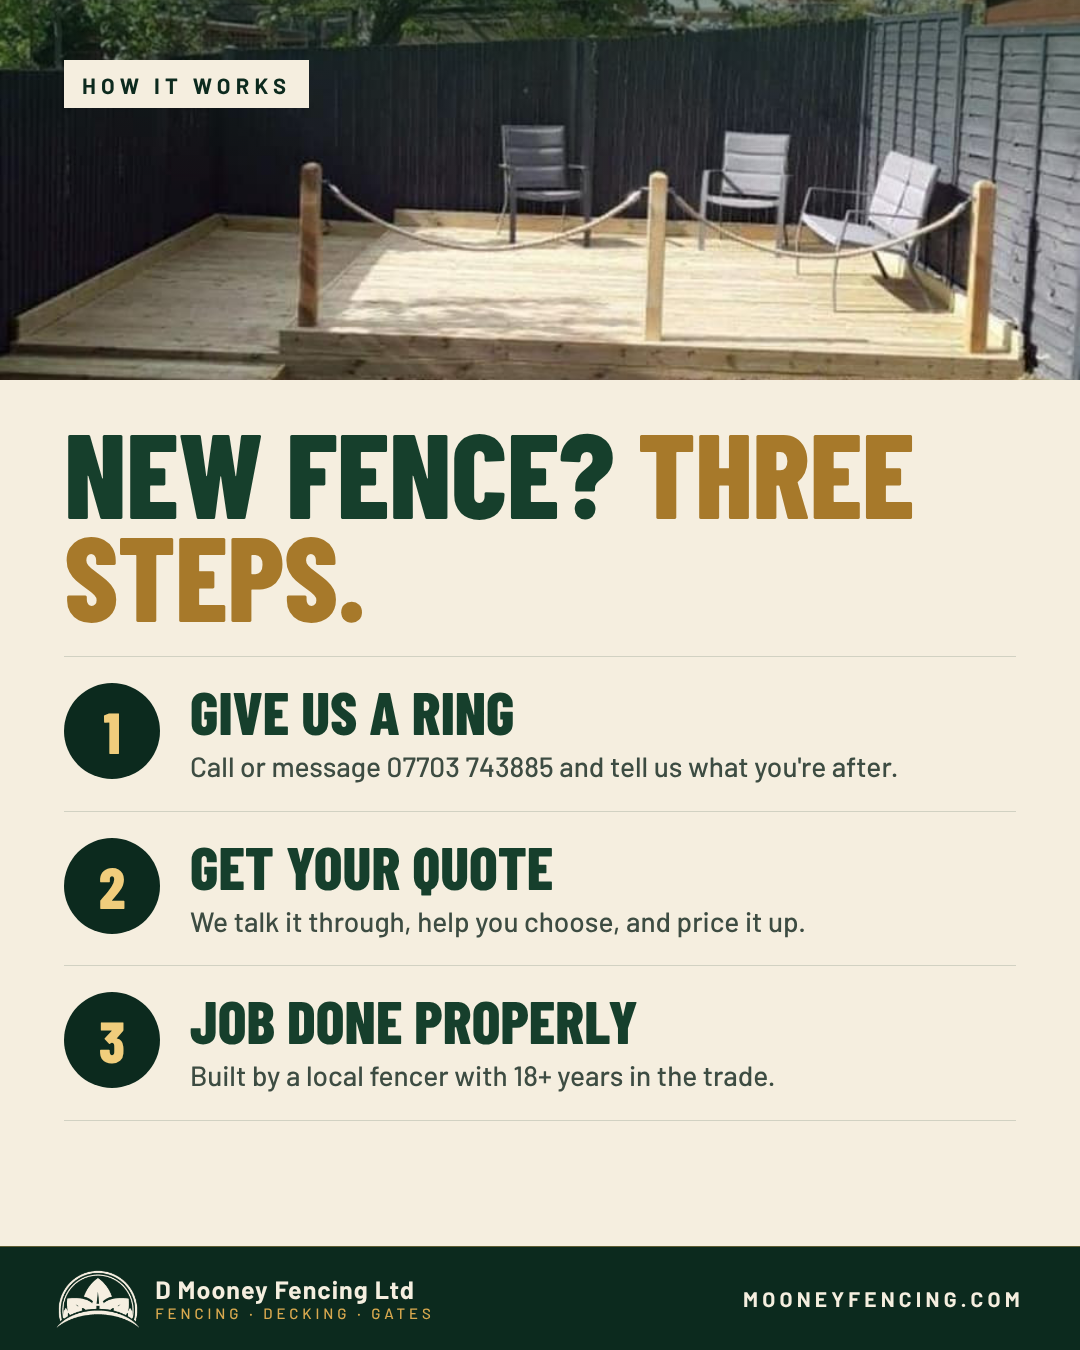 HOW IT WORKS
NEW FENCE? THREE
STEPS.
1
GIVE US A RING
Call or message 07703 743885 and tell us what you're after.
2
GET YOUR QUOTE
We talk it through, help you choose, and price it up.
3
JOB DONE PROPERLY
Built by a local fencer with 18+ years in the trade.
D Mooney Fencing Ltd
FENCING · DECKING · GATES
MOONEYFENCING.COM